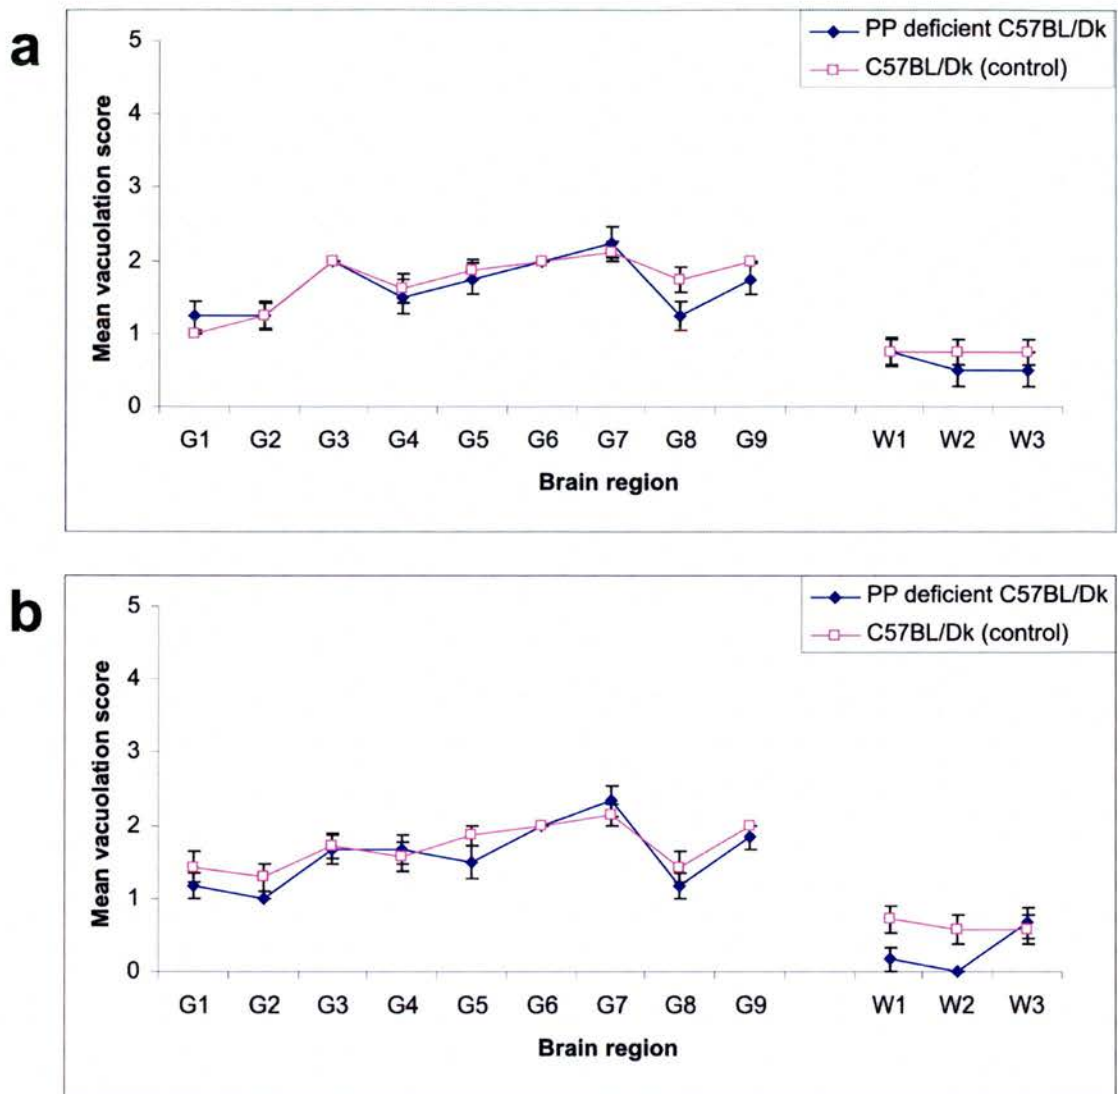 a
PP deficient C57BL/Dk
C57BL/Dk (control)
Mean vacuolation score
5
4
3
2
1
0
G1 G2 G3 G4 G5 G6 G7 G8 G9 W1 W2 W3
Brain region
b
PP deficient C57BL/Dk
C57BL/Dk (control)
Mean vacuolation score
5
4
3
2
1
0
G1 G2 G3 G4 G5 G6 G7 G8 G9 W1 W2 W3
Brain region